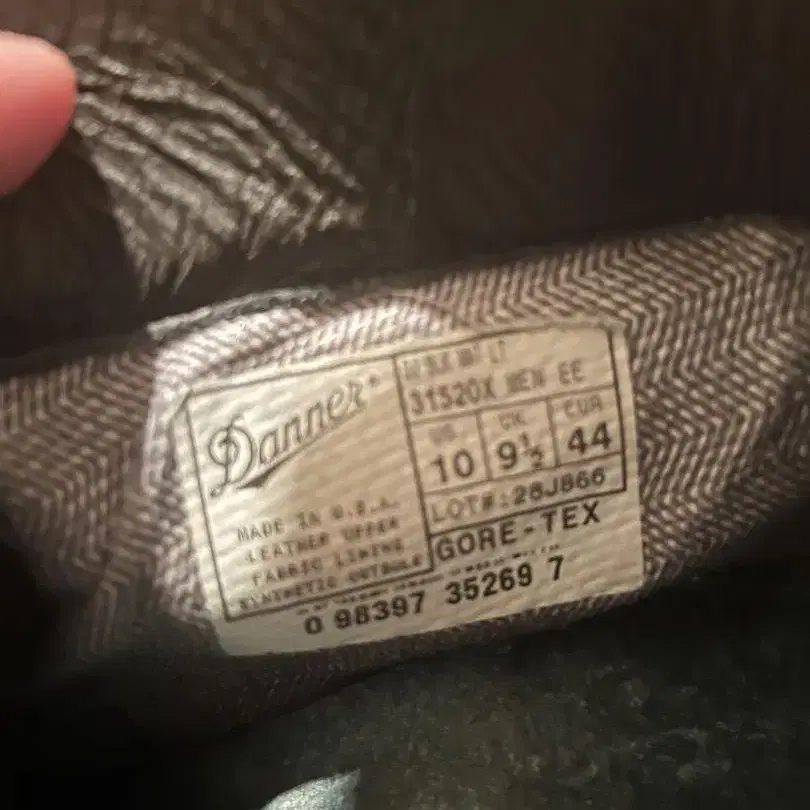 Danner®
MADE IN U.S.A.
LEATHER UPPER
FABRIC LINING
SYNTHETIC OUTSOLE
LT
31520X MEN EE
US UK EUR
10 9½ 44
LOT#:26J866
GORE-TEX
0 98397 35269 7